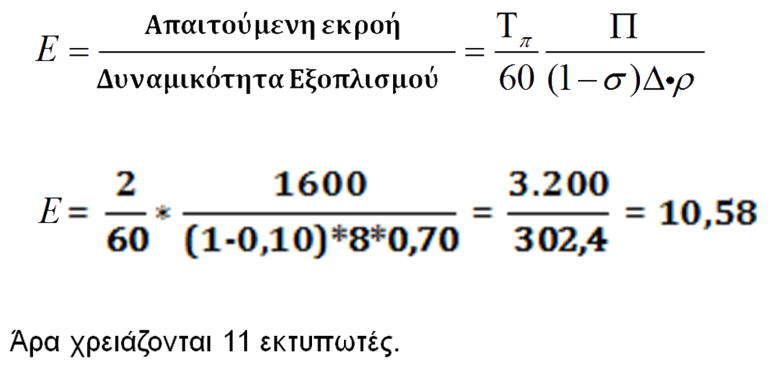 E = Απαιτούμενη εκροή / Δυναμικότητα Εξοπλισμού = Τπ / 60 Π / (1 − σ)Δ•ρ
E = 2 / 60 * 1600 / (1-0,10)*8*0,70 = 3.200 / 302,4 = 10,58
Άρα χρειάζονται 11 εκτυπωτές.